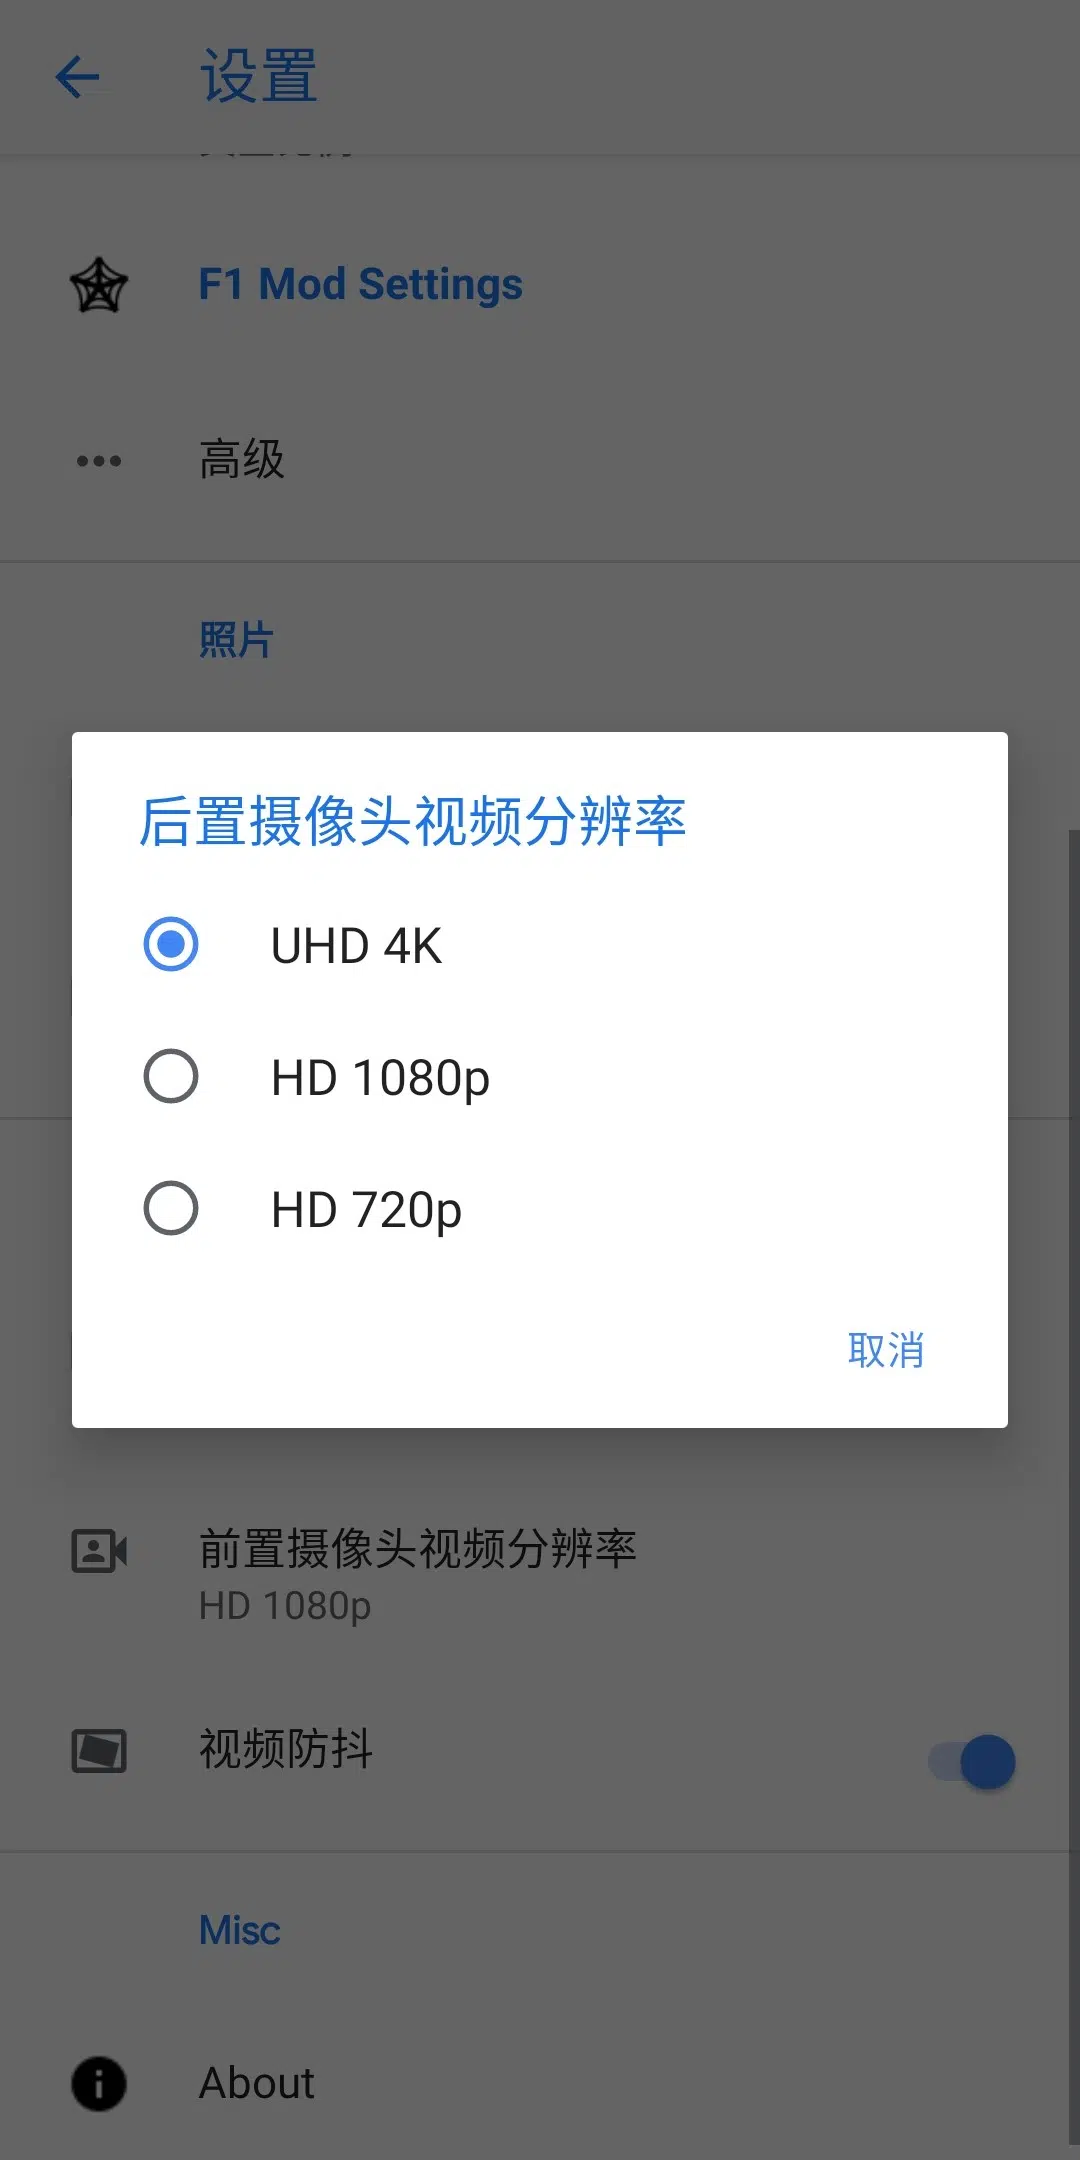 设置
F1 Mod Settings
高级
照片
后置摄像头视频分辨率
UHD 4K
HD 1080p
HD 720p
取消
前置摄像头视频分辨率
HD 1080p
视频防抖
Misc
About